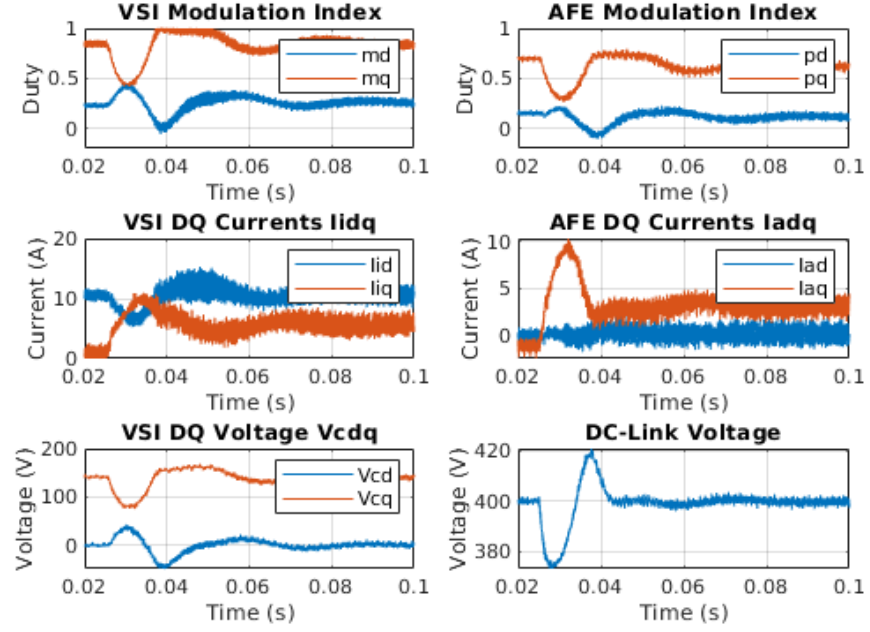 VSI Modulation Index
1
0.5
0
Duty
md
mq
0.02 0.04 0.06 0.08 0.1
Time (s)
AFE Modulation Index
1
0.5
0
Duty
pd
pq
0.02 0.04 0.06 0.08 0.1
Time (s)
VSI DQ Currents Iidq
20
10
0
Current (A)
Iid
Iiq
0.02 0.04 0.06 0.08 0.1
Time (s)
AFE DQ Currents Iadq
10
5
0
Current (A)
Iad
Iaq
0.02 0.04 0.06 0.08 0.1
Time (s)
VSI DQ Voltage Vcdq
200
100
0
Voltage (V)
Vcd
Vcq
0.02 0.04 0.06 0.08 0.1
Time (s)
DC-Link Voltage
420
400
380
Voltage (V)
0.02 0.04 0.06 0.08 0.1
Time (s)